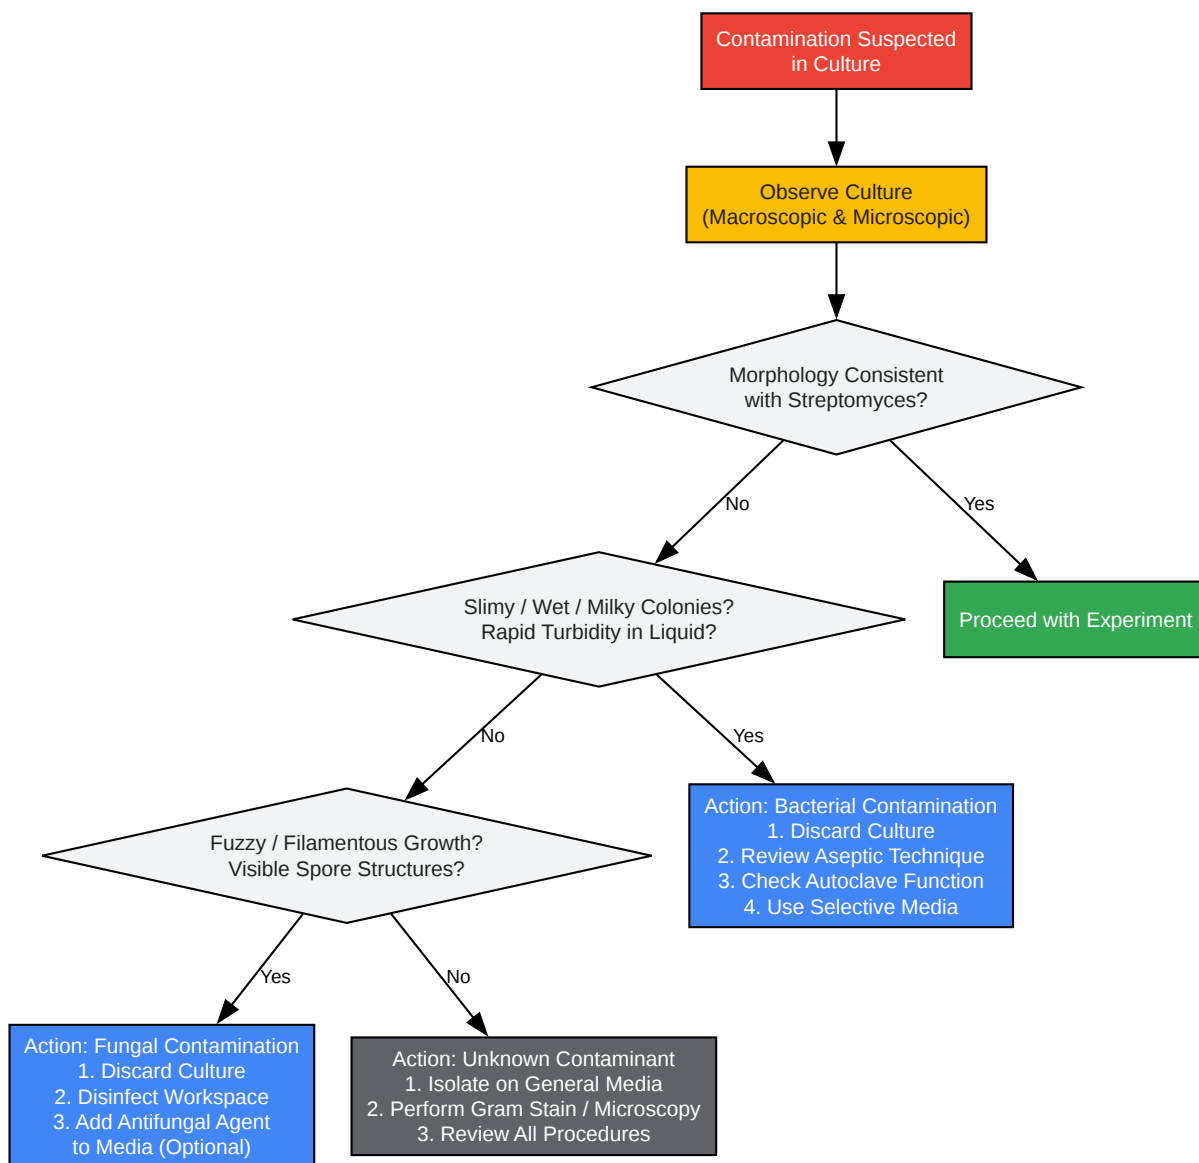 Contamination Suspected
in Culture
Observe Culture
(Macroscopic & Microscopic)
Morphology Consistent
with Streptomyces?
No
Yes
Slimy / Wet / Milky Colonies?
Rapid Turbidity in Liquid?
Proceed with Experiment
No
Yes
Fuzzy / Filamentous Growth?
Visible Spore Structures?
Action: Bacterial Contamination
1. Discard Culture
2. Review Aseptic Technique
3. Check Autoclave Function
4. Use Selective Media
Yes
No
Action: Fungal Contamination
1. Discard Culture
2. Disinfect Workspace
3. Add Antifungal Agent
to Media (Optional)
Action: Unknown Contaminant
1. Isolate on General Media
2. Perform Gram Stain / Microscopy
3. Review All Procedures